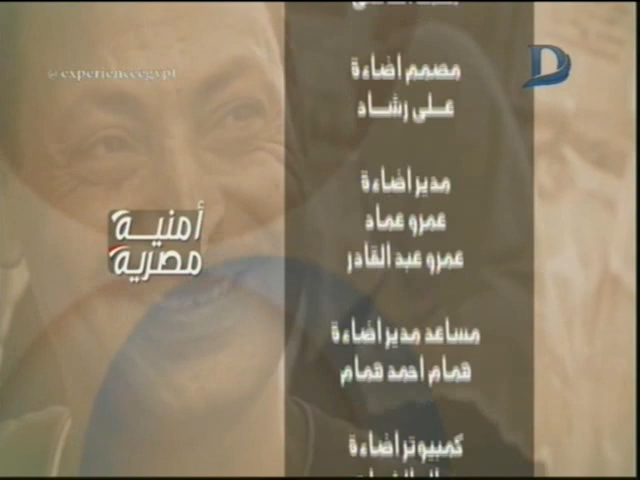 @experienceegypt
D
مصمم اضاءة
على رشاد
مدير اضاءة
عمرو عماد
عمرو عبد القادر
أمنية
مصرية
مساعد مدير اضاءة
همام احمد همام
كمبيوتر اضاءة